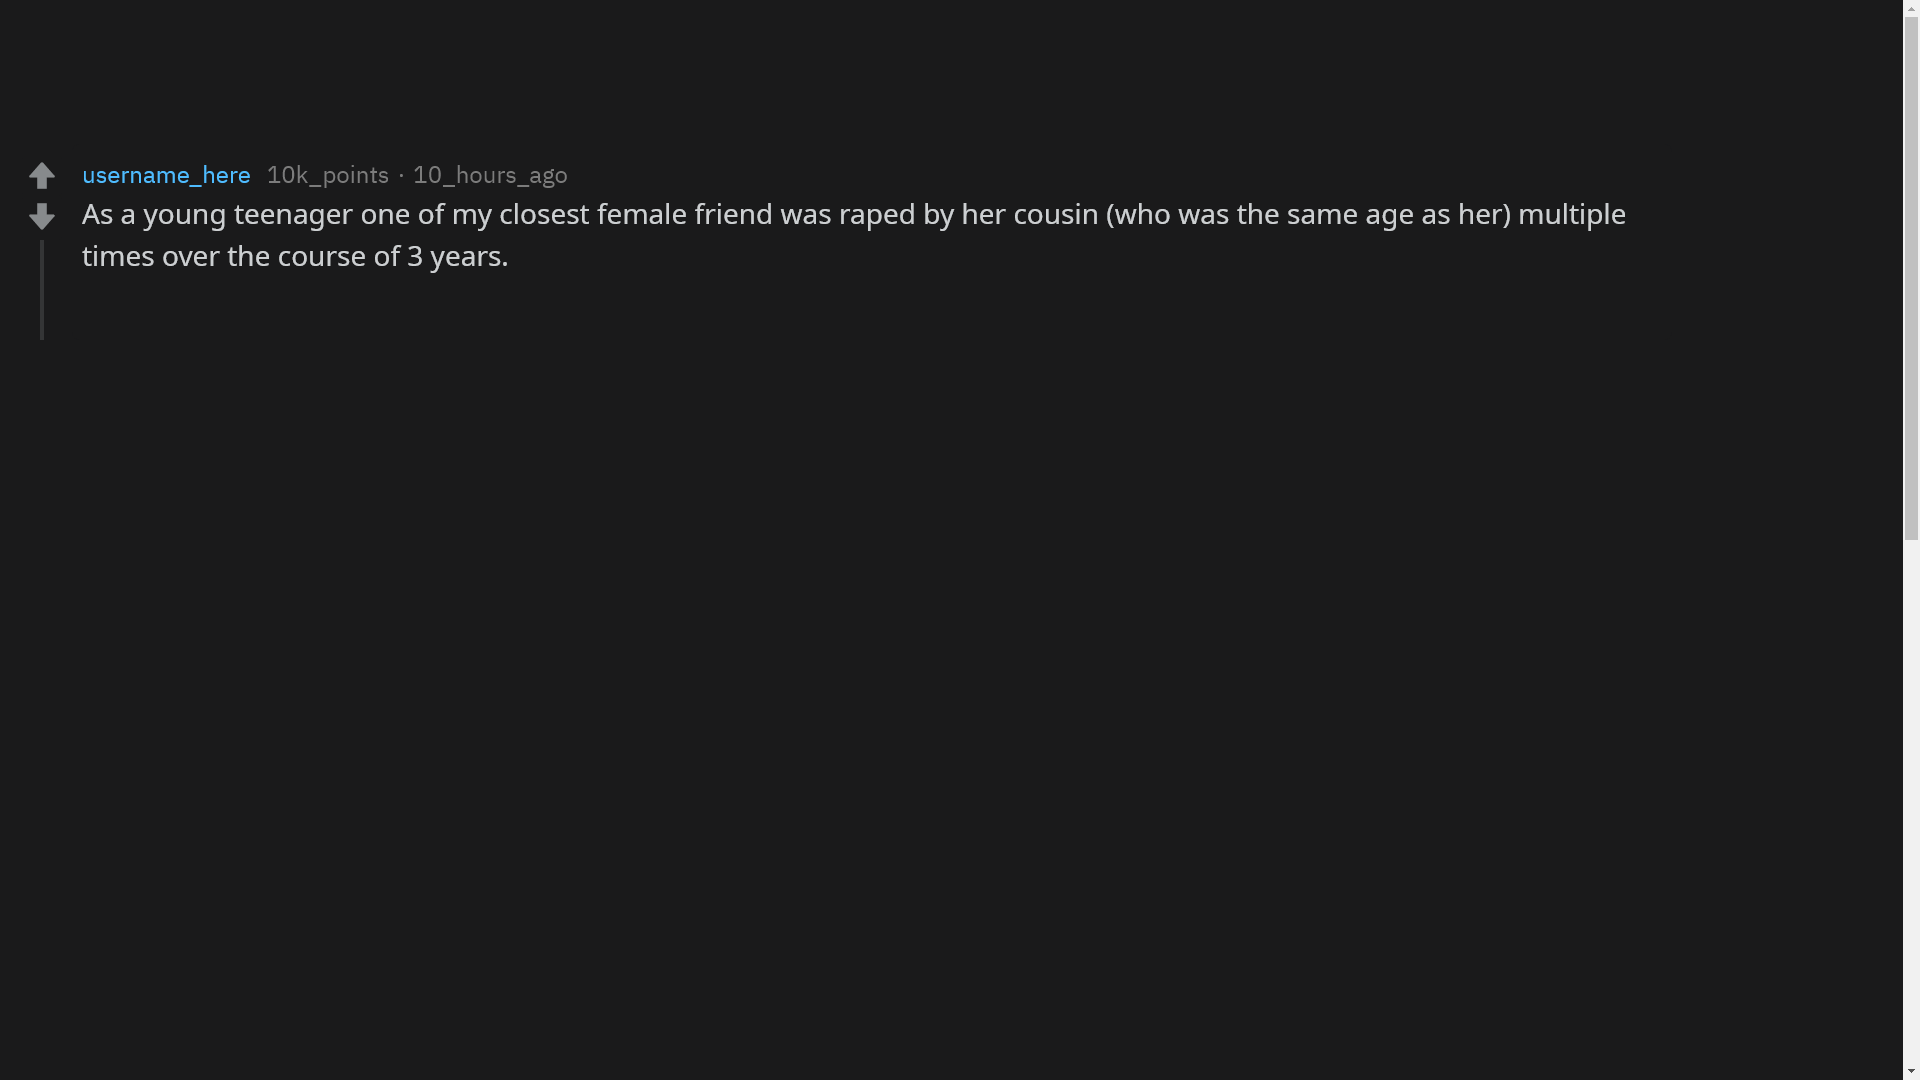 username_here 10k_points · 10_hours_ago
As a young teenager one of my closest female friend was raped by her cousin (who was the same age as her) multiple
times over the course of 3 years.